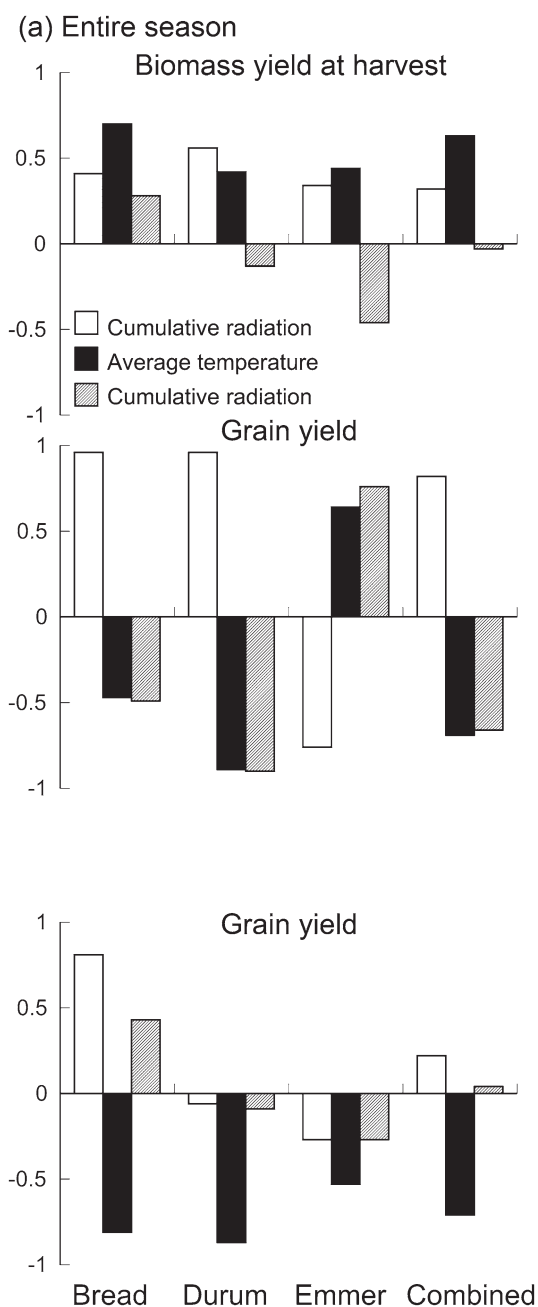 (a) Entire season
Biomass yield at harvest
1
0.5
0
-0.5
-1
Cumulative radiation
Average temperature
Cumulative radiation
Grain yield
1
0.5
0
-0.5
-1
Grain yield
1
0.5
0
-0.5
-1
Bread Durum Emmer Combined